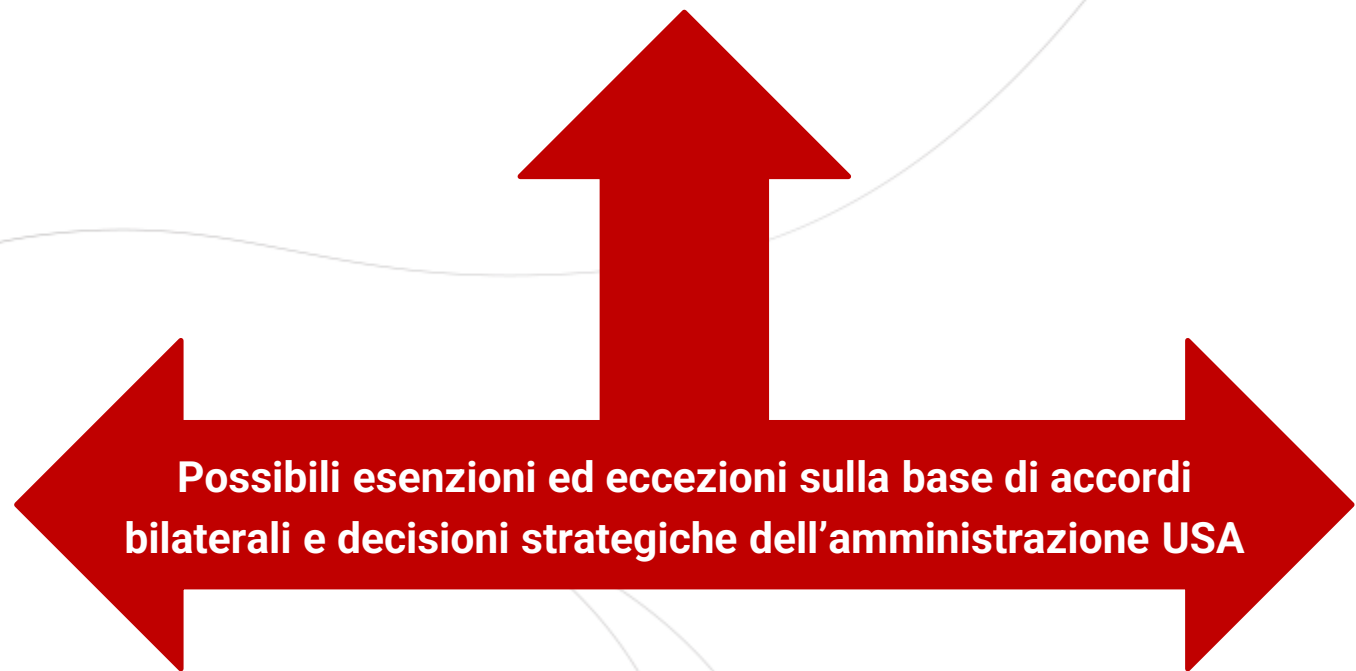 Possibili esenzioni ed eccezioni sulla base di accordi
bilaterali e decisioni strategiche dell’amministrazione USA